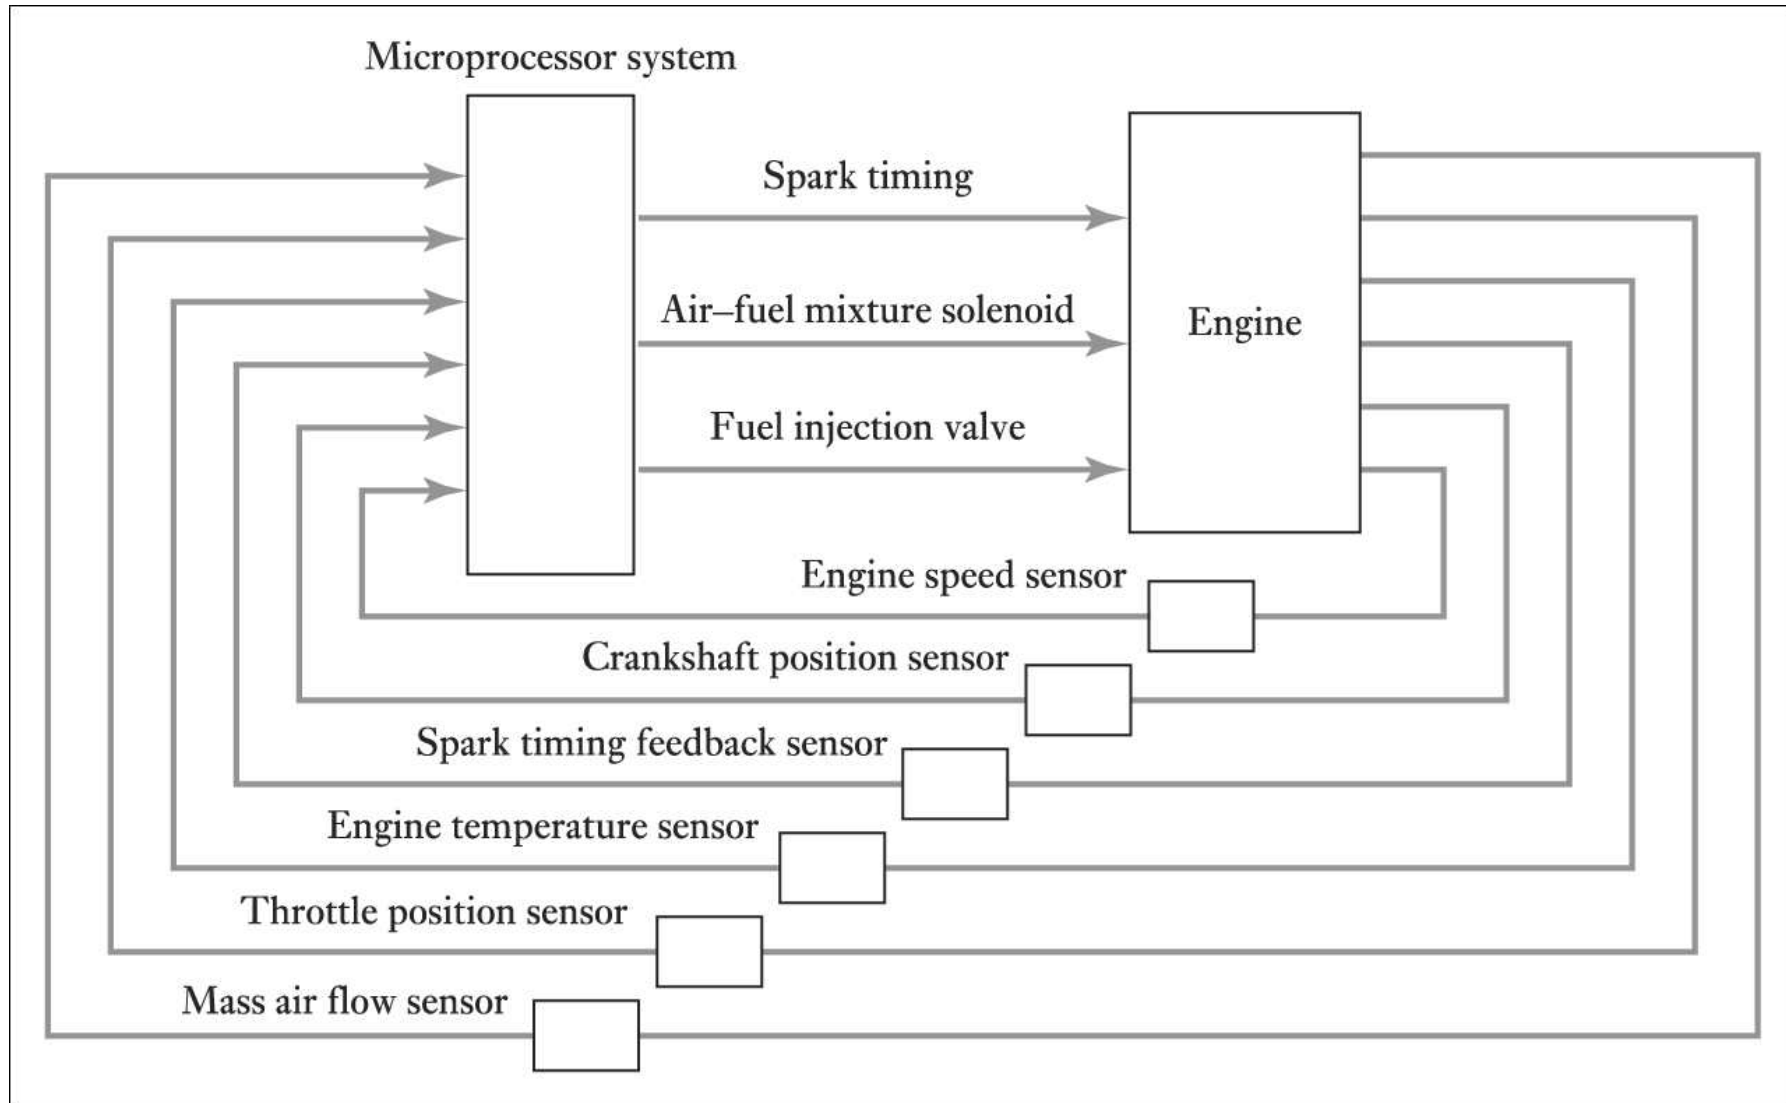 Microprocessor system
Spark timing
Air–fuel mixture solenoid
Engine
Fuel injection valve
Engine speed sensor
Crankshaft position sensor
Spark timing feedback sensor
Engine temperature sensor
Throttle position sensor
Mass air flow sensor